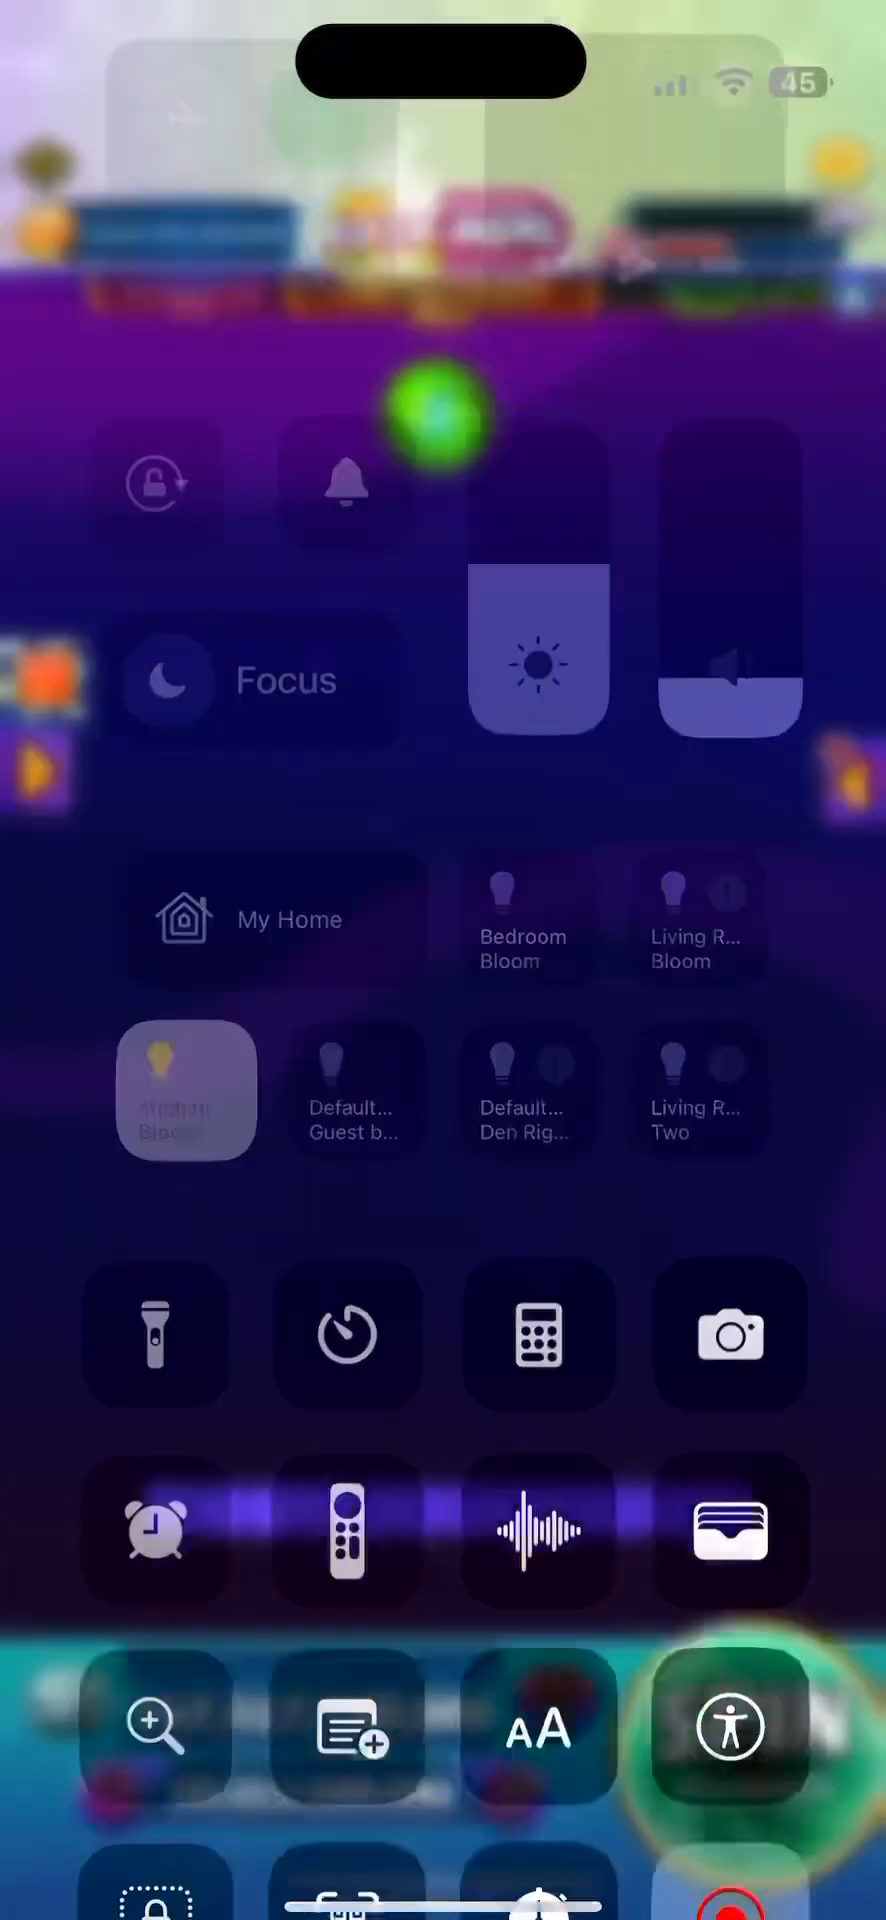 45
Focus
My Home
Bedroom
Bloom
Living R...
Bloom
Default...
Guest b...
Default...
Den Rig...
Living R...
Two
AA